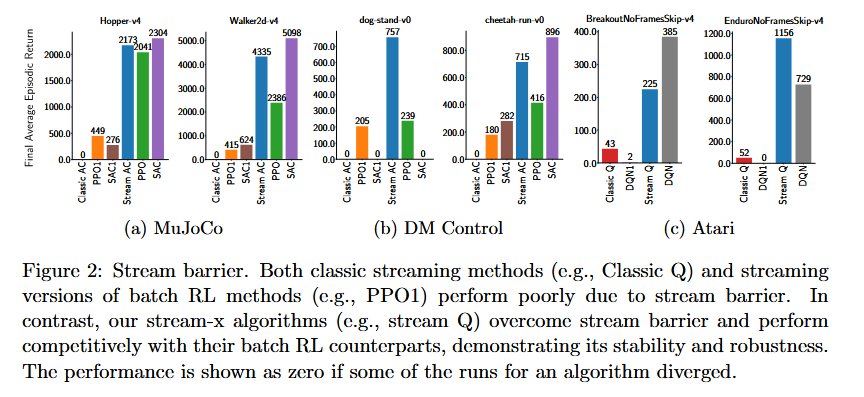 Hopper-v4
Walker2d-v4
dog-stand-v0
cheetah-run-v0
BreakoutNoFramesSkip-v4
EnduroNoFramesSkip-v4
Final Average Episodic Return
2000.0
1500.0
1000.0
500.0
0.0
0
449
276
2173
2041
2304
Classic AC
PPO1
SAC1
Stream AC
PPO
SAC
5000.0
4000.0
3000.0
2000.0
1000.0
0.0
0
415
624
4335
2386
5098
Classic AC
PPO1
SAC1
Stream AC
PPO
SAC
700.0
600.0
500.0
400.0
300.0
200.0
100.0
0.0
0
205
0
757
239
0
Classic AC
PPO1
SAC1
Stream AC
PPO
SAC
800.0
600.0
400.0
200.0
0.0
0
180
282
715
416
896
Classic AC
PPO1
SAC1
Stream AC
PPO
SAC
400.0
300.0
200.0
100.0
0.0
43
2
225
385
Classic Q
DQN1
Stream Q
DQN
1200.0
1000.0
800.0
600.0
400.0
200.0
0.0
52
0
1156
729
Classic Q
DQN1
Stream Q
DQN
(a) MuJoCo
(b) DM Control
(c) Atari
Figure 2: Stream barrier. Both classic streaming methods (e.g., Classic Q) and streaming
versions of batch RL methods (e.g., PPO1) perform poorly due to stream barrier. In
contrast, our stream-x algorithms (e.g., stream Q) overcome stream barrier and perform
competitively with their batch RL counterparts, demonstrating its stability and robustness.
The performance is shown as zero if some of the runs for an algorithm diverged.